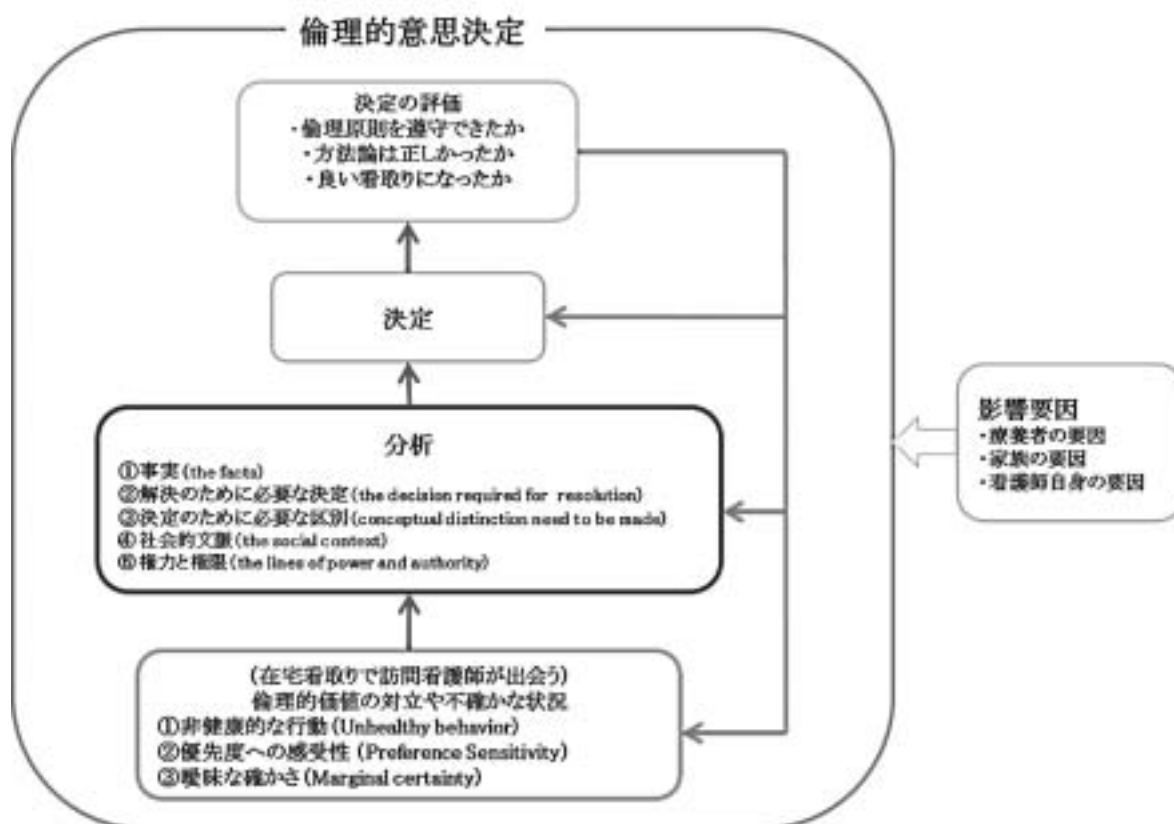 倫理的意思決定
決定の評価
・倫理原則を遵守できたか
・方法論は正しかったか
・良い看取りになったか
決定
分析
①事実(the facts)
②解決のために必要な決定(the decision required for resolution)
③決定のために必要な区別(conceptual distinction need to be made)
④社会的文脈(the social context)
⑤権力と権限(the lines of power and authority)
(在宅看取りで訪問看護師が出会う)
倫理的価値の対立や不確かな状況
①非健康的な行動(Unhealthy behavior)
②優先度への感受性(Preference Sensitivity)
③曖昧な確かさ(Marginal certainty)
影響要因
・療養者の要因
・家族の要因
・看護師自身の要因